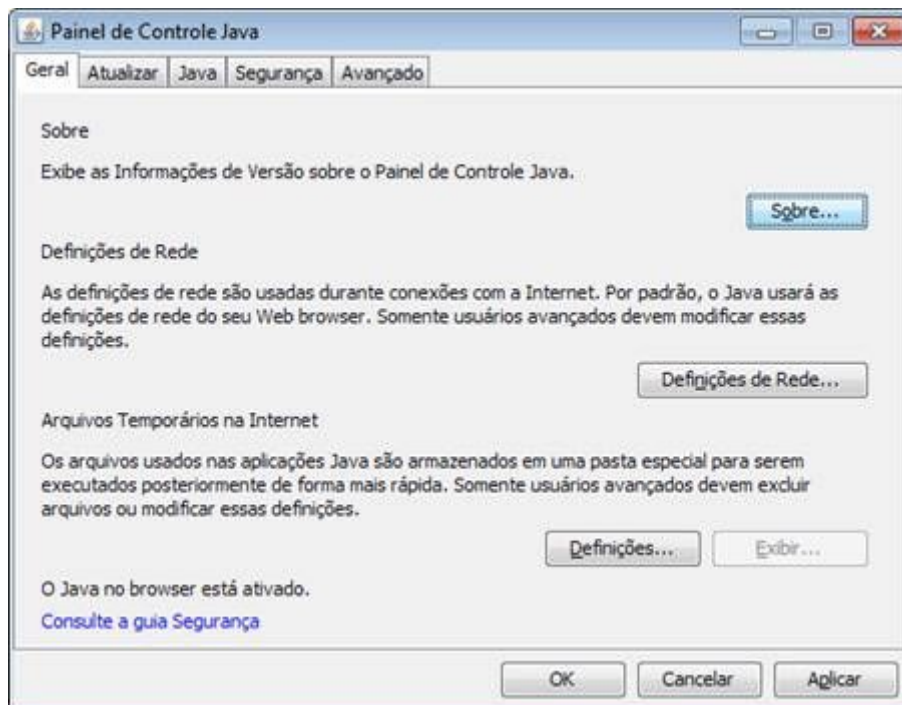 Painel de Controle Java
Geral
Atualizar
Java
Segurança
Avançado
Sobre
Exibe as Informações de Versão sobre o Painel de Controle Java.
Sobre...
Definições de Rede
As definições de rede são usadas durante conexões com a Internet. Por padrão, o Java usará as
definições de rede do seu Web browser. Somente usuários avançados devem modificar essas
definições.
Definições de Rede...
Arquivos Temporários na Internet
Os arquivos usados nas aplicações Java são armazenados em uma pasta especial para serem
executados posteriormente de forma mais rápida. Somente usuários avançados devem excluir
arquivos ou modificar essas definições.
Definições...
Exibir...
O Java no browser está ativado.
Consulte a guia Segurança
OK
Cancelar
Aplicar